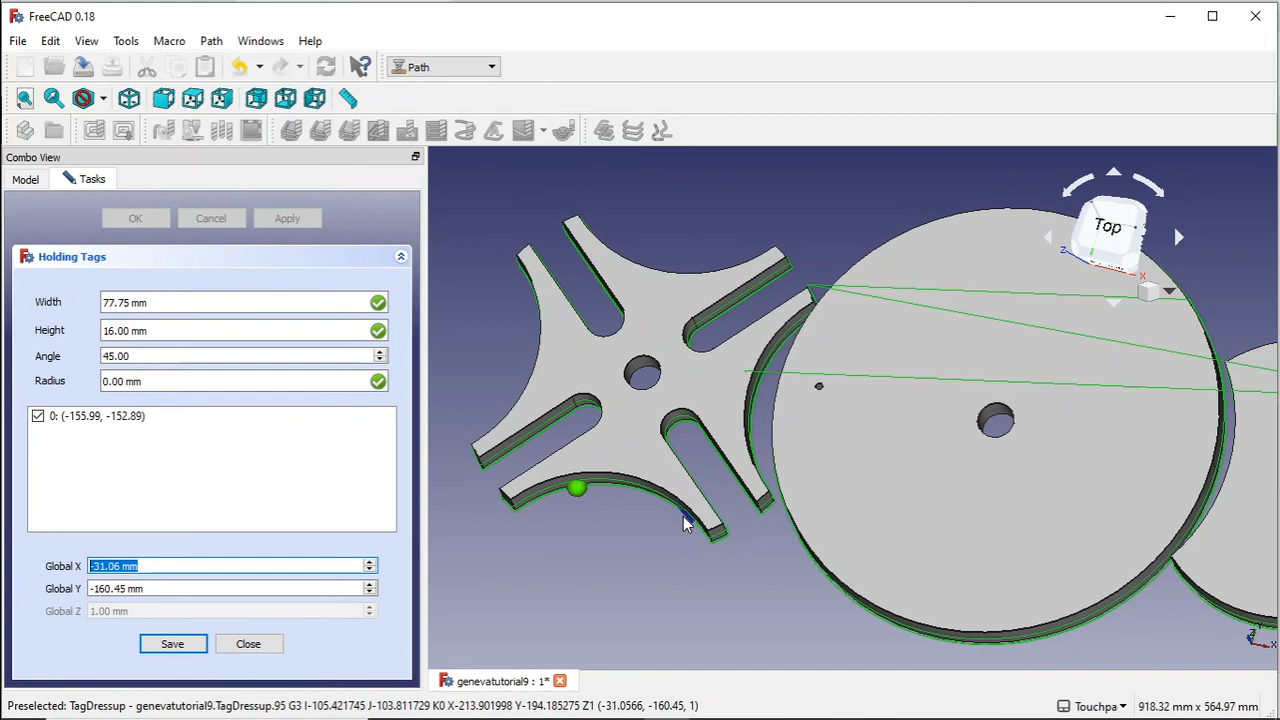 FreeCAD 0.18
File Edit View Tools Macro Path Windows Help
Path
Combo View
Model Tasks
OK Cancel Apply
Holding Tags
Width 77.75 mm
Height 16.00 mm
Angle 45.00
Radius 0.00 mm
0: (-155.99, -152.89)
Global X -31.06 mm
Global Y -160.45 mm
Global Z 1.00 mm
Save Close
Top
z
x
z
x
genevatutorial9 : 1*
Preselected: TagDressup - genevatutorial9.TagDressup.95 G3 I-105.421745 J-103.811729 K0 X-213.901998 Y-194.185275 Z1 (-31.0566, -160.45, 1) Touchpa 918.32 mm x 564.97 mm